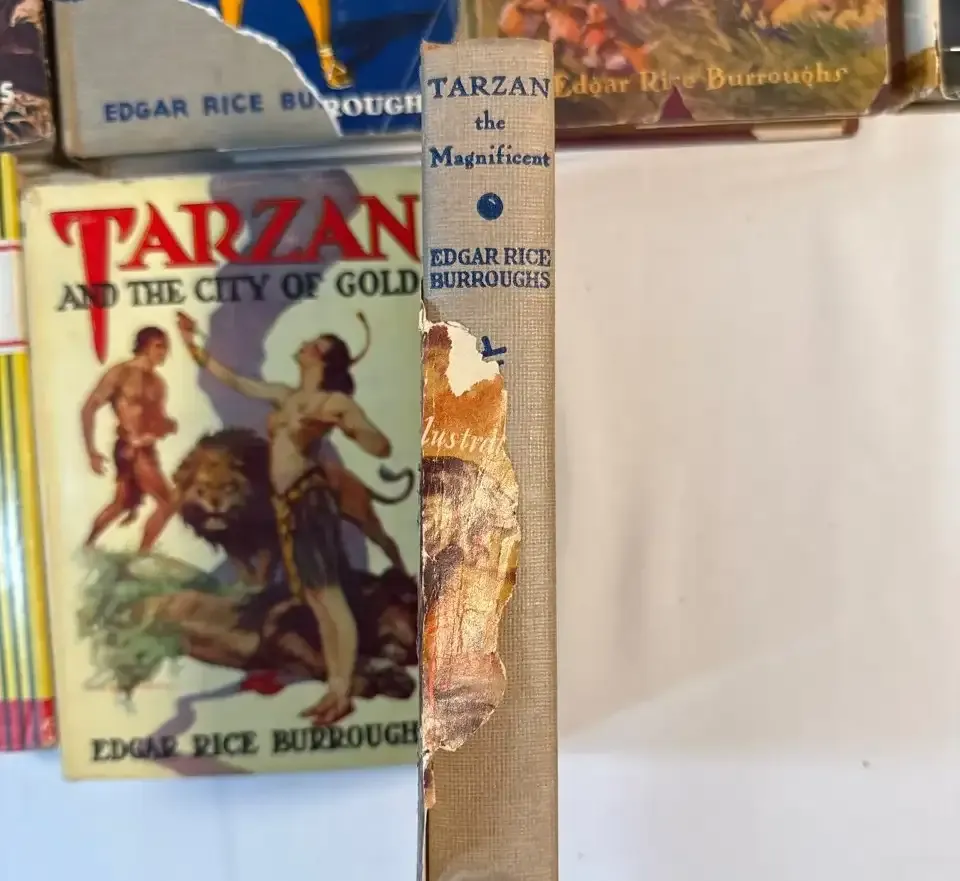 S
EDGAR RICE BURROUGH
Edgar Rice Burroughs
TARZAN
the
Magnificent
EDGAR RICE
BURROUGHS
K
lustrat
TARZAN
AND THE CITY OF GOLD
EDGAR RICE BURROUGH